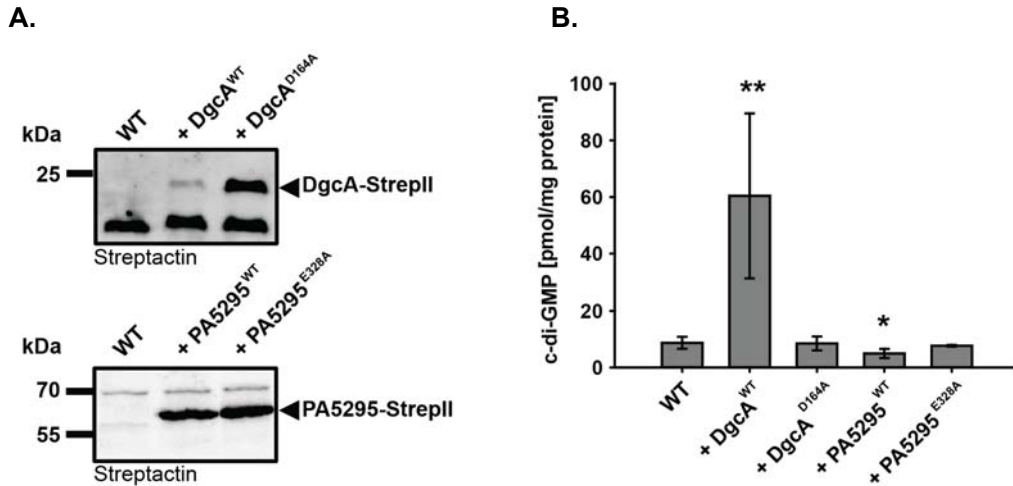 A.
WT
+ DgcA^WT
+ DgcA^D164A
kDa
25
DgcA-StrepII
Streptactin
WT
+ PA5295^WT
+ PA5295^E328A
kDa
70
PA5295-StrepII
55
Streptactin
B.
c-di-GMP [pmol/mg protein]
100
80
60
40
20
0
**
*
WT
+ DgcA^WT
+ DgcA^D164A
+ PA5295^WT
+ PA5295^E328A